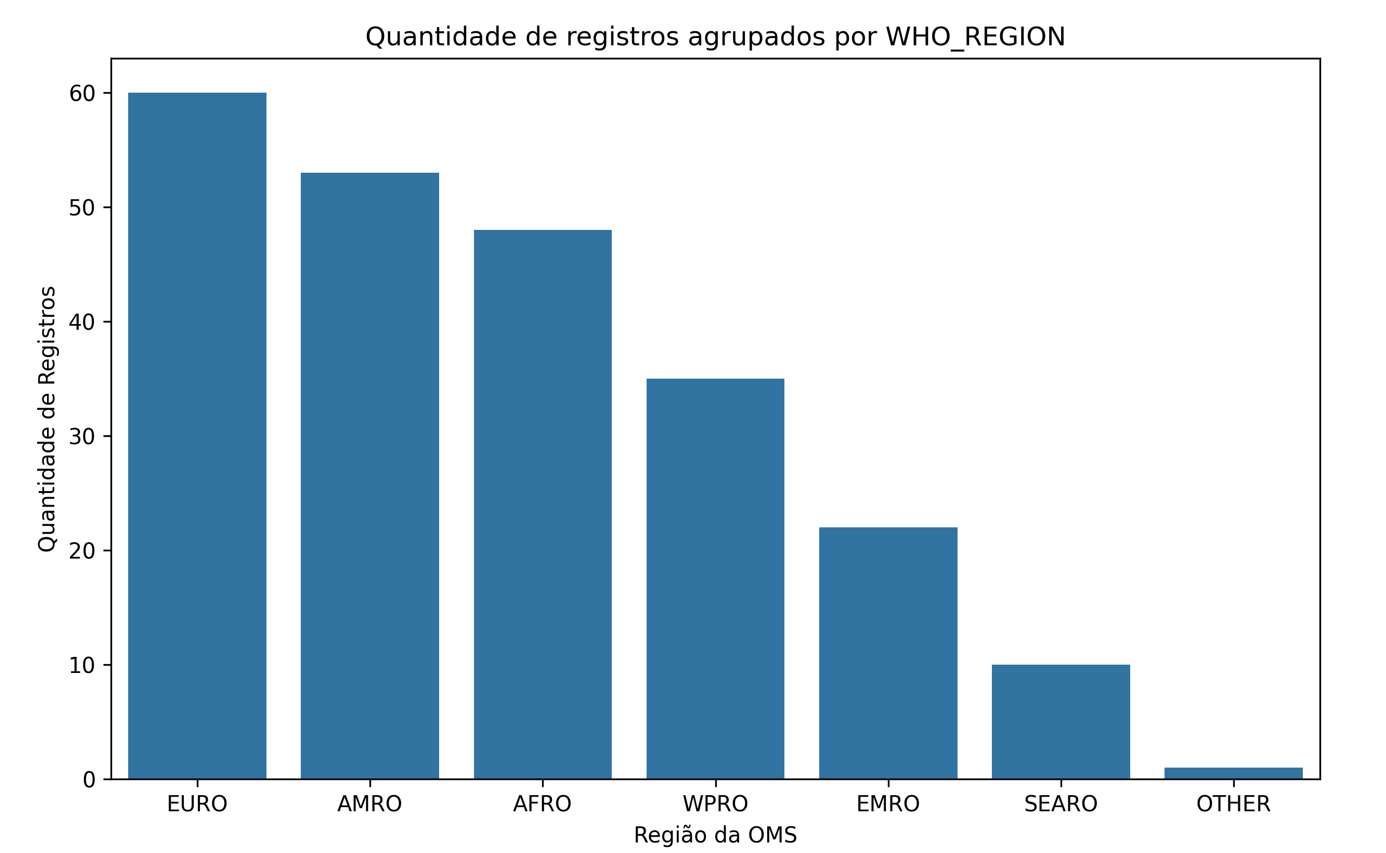 Quantidade de registros agrupados por WHO_REGION
Quantidade de Registros
60
50
40
30
20
10
0
EURO AMRO AFRO WPRO EMRO SEARO OTHER
Região da OMS